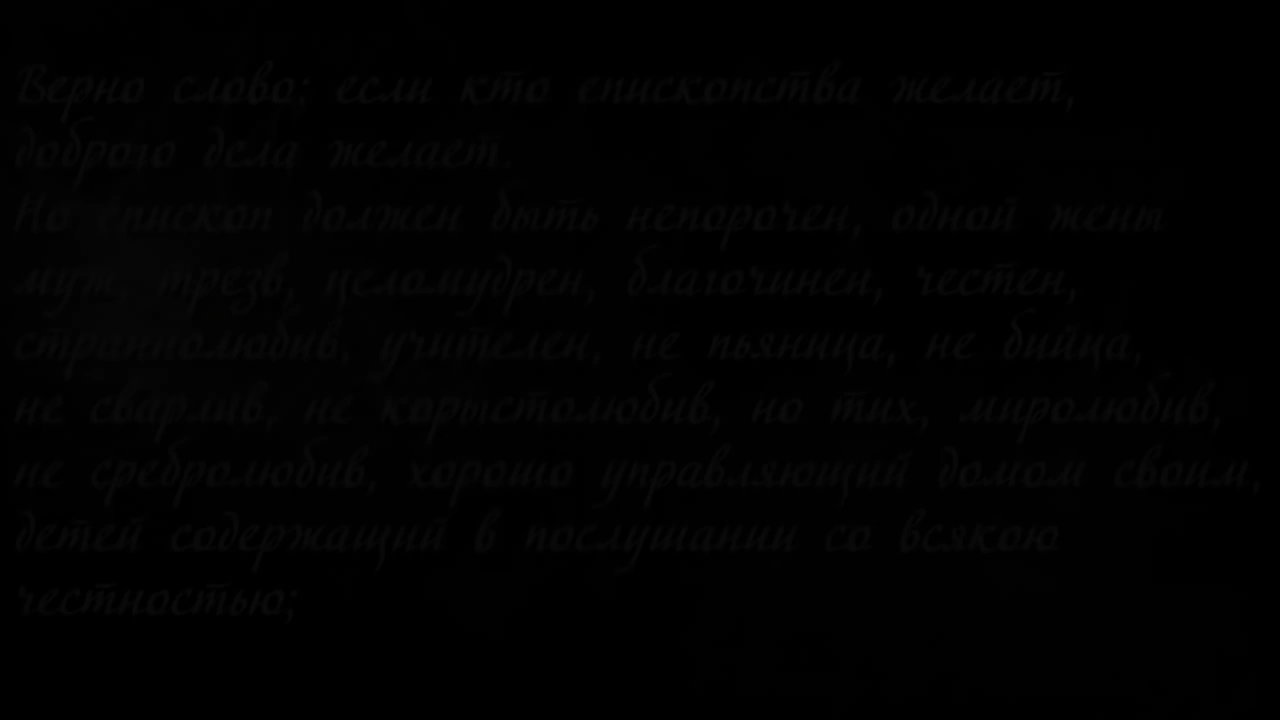 Верно слово: если кто епископства желает,
доброго дела желает.
Но епископ должен быть непорочен, одной жены
муж, трезв, целомудрен, благочинен, честен,
страннолюбив, учителен, не пьяница, не бийца,
не сварлив, не корыстолюбив, но тих, миролюбив,
не сребролюбив, хорошо управляющий домом своим,
детей содержащий в послушании со всякою
честностью;